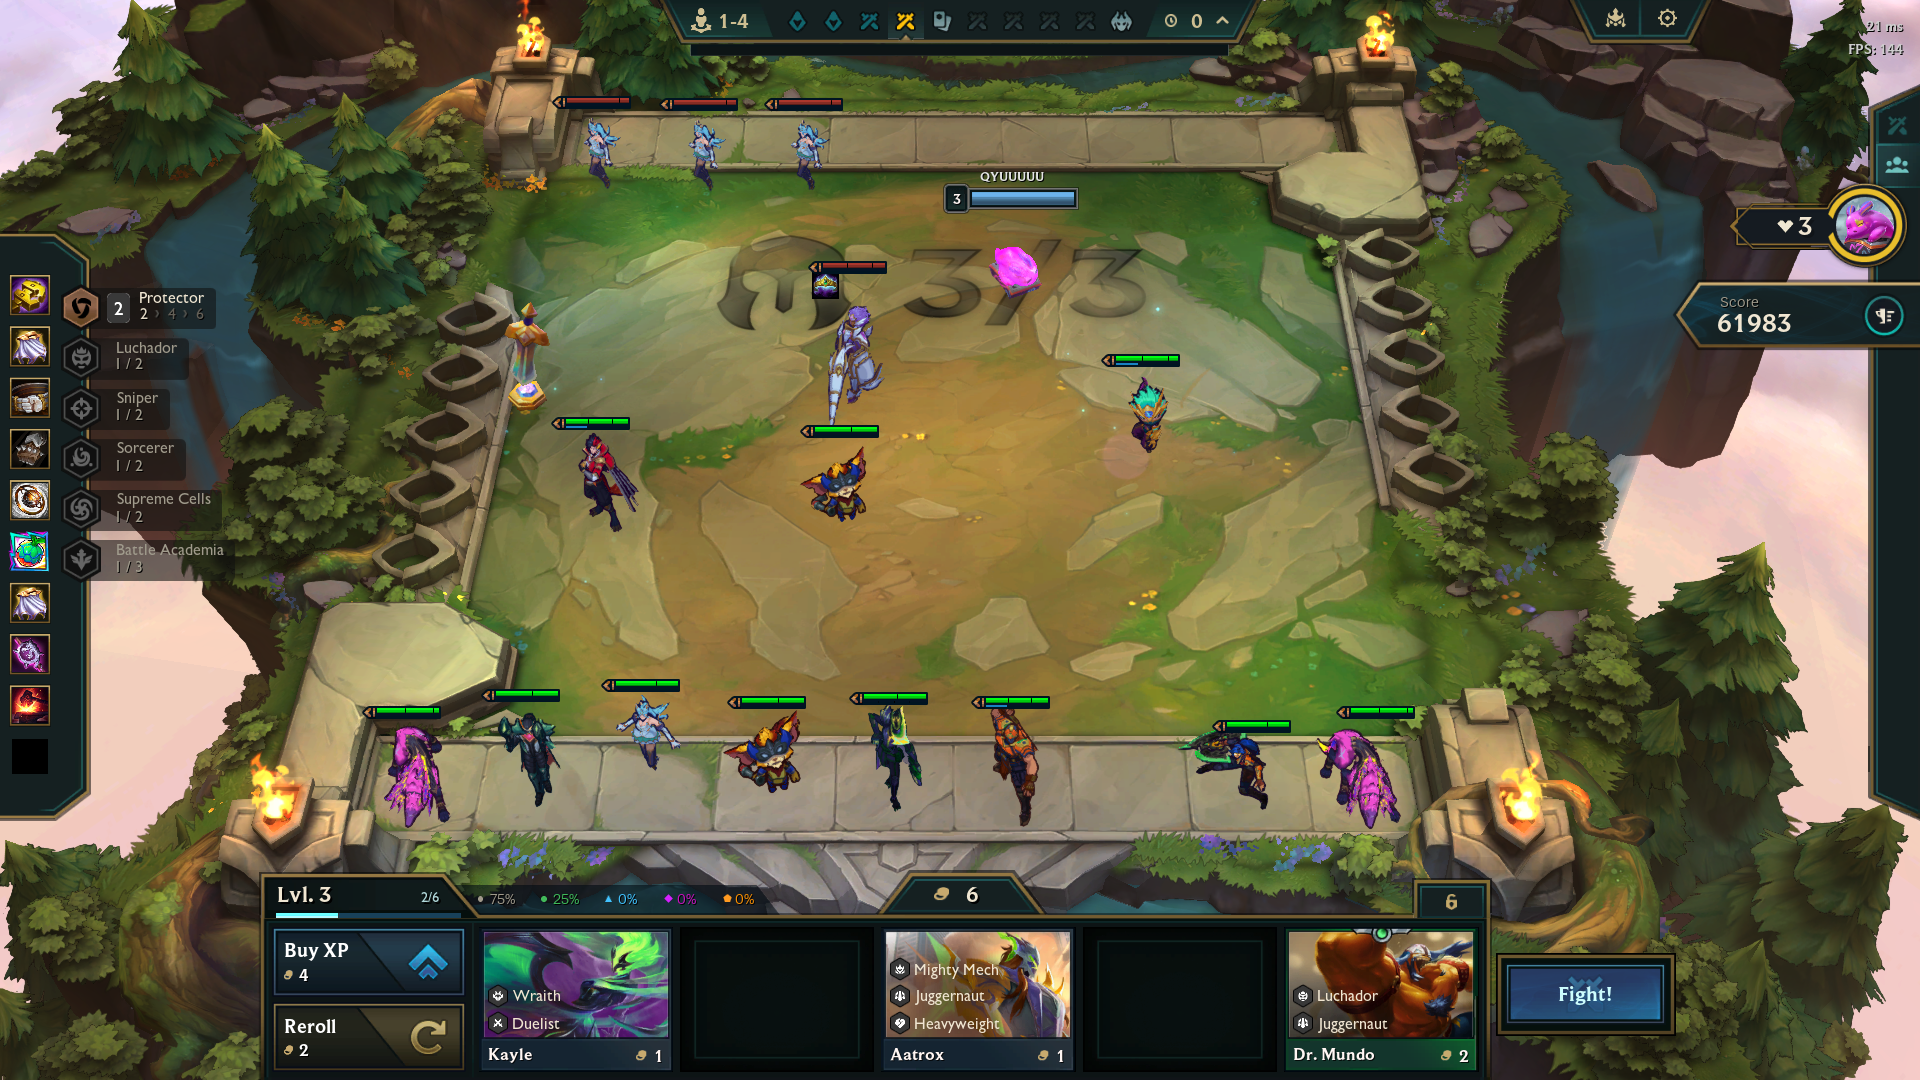 1-4
0
21 ms
FPS: 144
QYUUUUU
3
3/3
3
Score
61983
2
Protector
2 › 4 › 6
Luchador
1 / 2
Sniper
1 / 2
Sorcerer
1 / 2
Supreme Cells
1 / 2
Battle Academia
1 / 3
Lvl. 3
2/6
75%
25%
0%
0%
0%
6
6
Buy XP
4
Reroll
2
Wraith
Duelist
Kayle
1
Mighty Mech
Juggernaut
Heavyweight
Aatrox
1
Luchador
Juggernaut
Dr. Mundo
2
Fight!